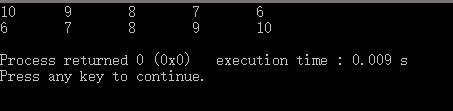 10 9 8 7 6
6 7 8 9 10
Process returned 0 (0x0) execution time : 0.009 s
Press any key to continue.